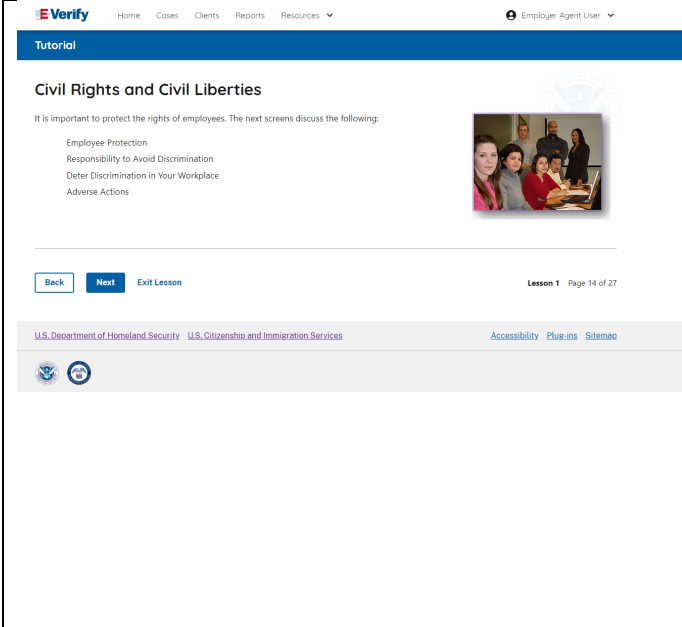 E-Verify Home Cases Clients Reports Resources Employer Agent User
Tutorial
Civil Rights and Civil Liberties
It is important to protect the rights of employees. The next screens discuss the following:
Employee Protection
Responsibility to Avoid Discrimination
Deter Discrimination in Your Workplace
Adverse Actions
Back Next Exit Lesson Lesson 1 Page 14 of 27
U.S. Department of Homeland Security U.S. Citizenship and Immigration Services Accessibility Plug-ins Sitemap